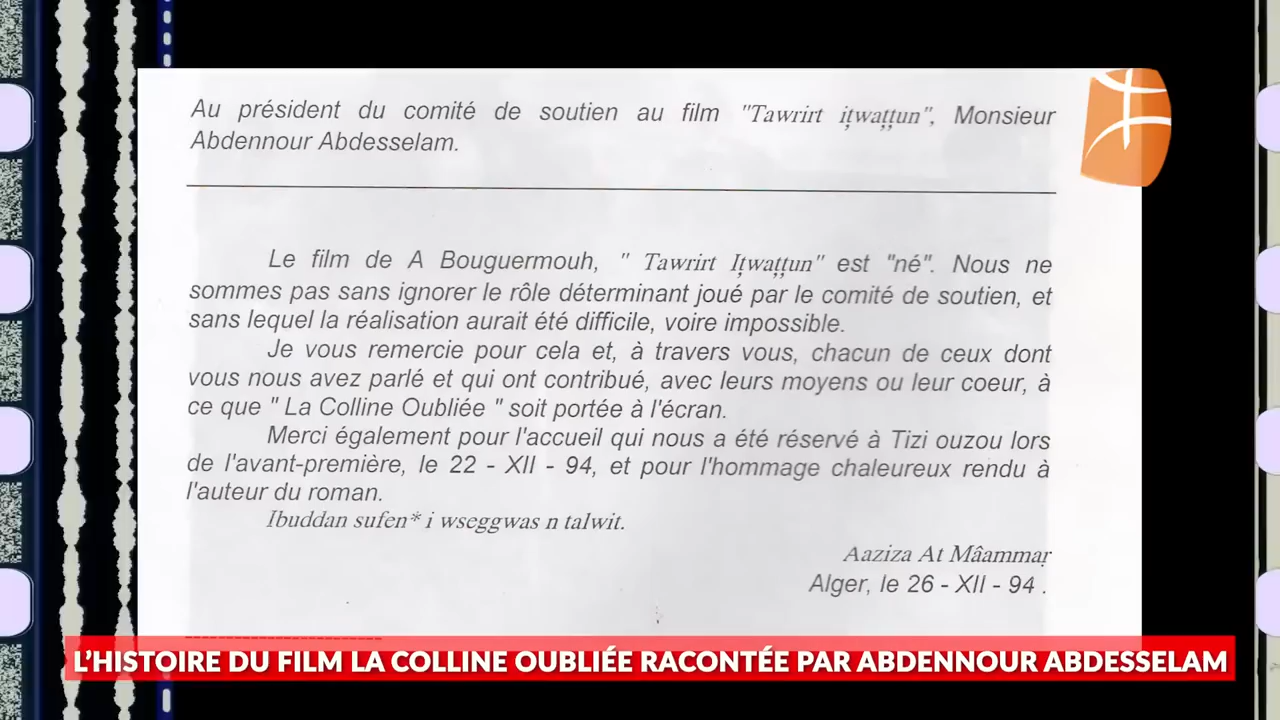 Au président du comité de soutien au film "Tawrirt iţwaţţun", Monsieur
Abdennour Abdesselam.
Le film de A Bouguermouh, " Tawrirt Iţwaţţun" est "né". Nous ne
sommes pas sans ignorer le rôle déterminant joué par le comité de soutien, et
sans lequel la réalisation aurait été difficile, voire impossible.
Je vous remercie pour cela et, à travers vous, chacun de ceux dont
vous nous avez parlé et qui ont contribué, avec leurs moyens ou leur coeur, à
ce que " La Colline Oubliée " soit portée à l'écran.
Merci également pour l'accueil qui nous a été réservé à Tizi ouzou lors
de l'avant-première, le 22 - XII - 94, et pour l'hommage chaleureux rendu à
l'auteur du roman.
Ibuddan sufen* i wseggwas n talwit.
Aaziza At Mâammaṛ
Alger, le 26 - XII - 94 .
L'HISTOIRE DU FILM LA COLLINE OUBLIÉE RACONTÉE PAR ABDENNOUR ABDESSELAM